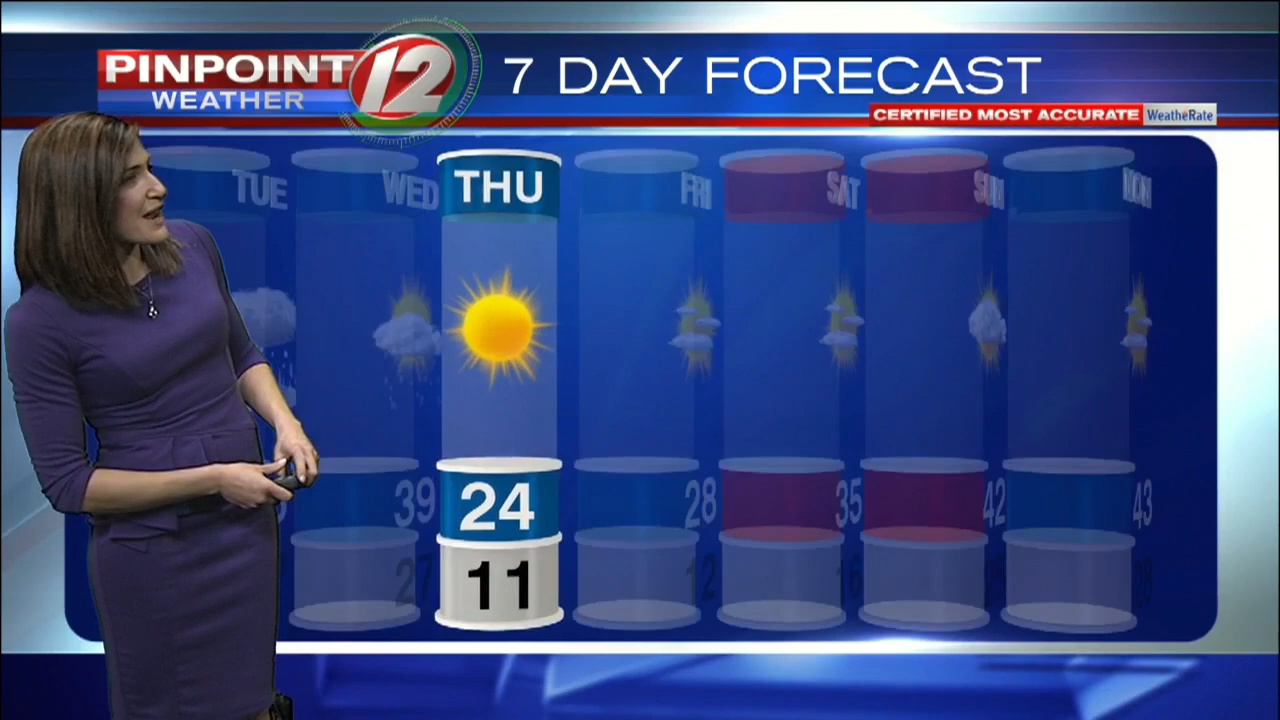 PINPOINT 12
WEATHER
7 DAY FORECAST
CERTIFIED MOST ACCURATE WeatheRate
TUE WED THU FRI SAT SUN MON
39 24 28 35 42 43
27 11 12